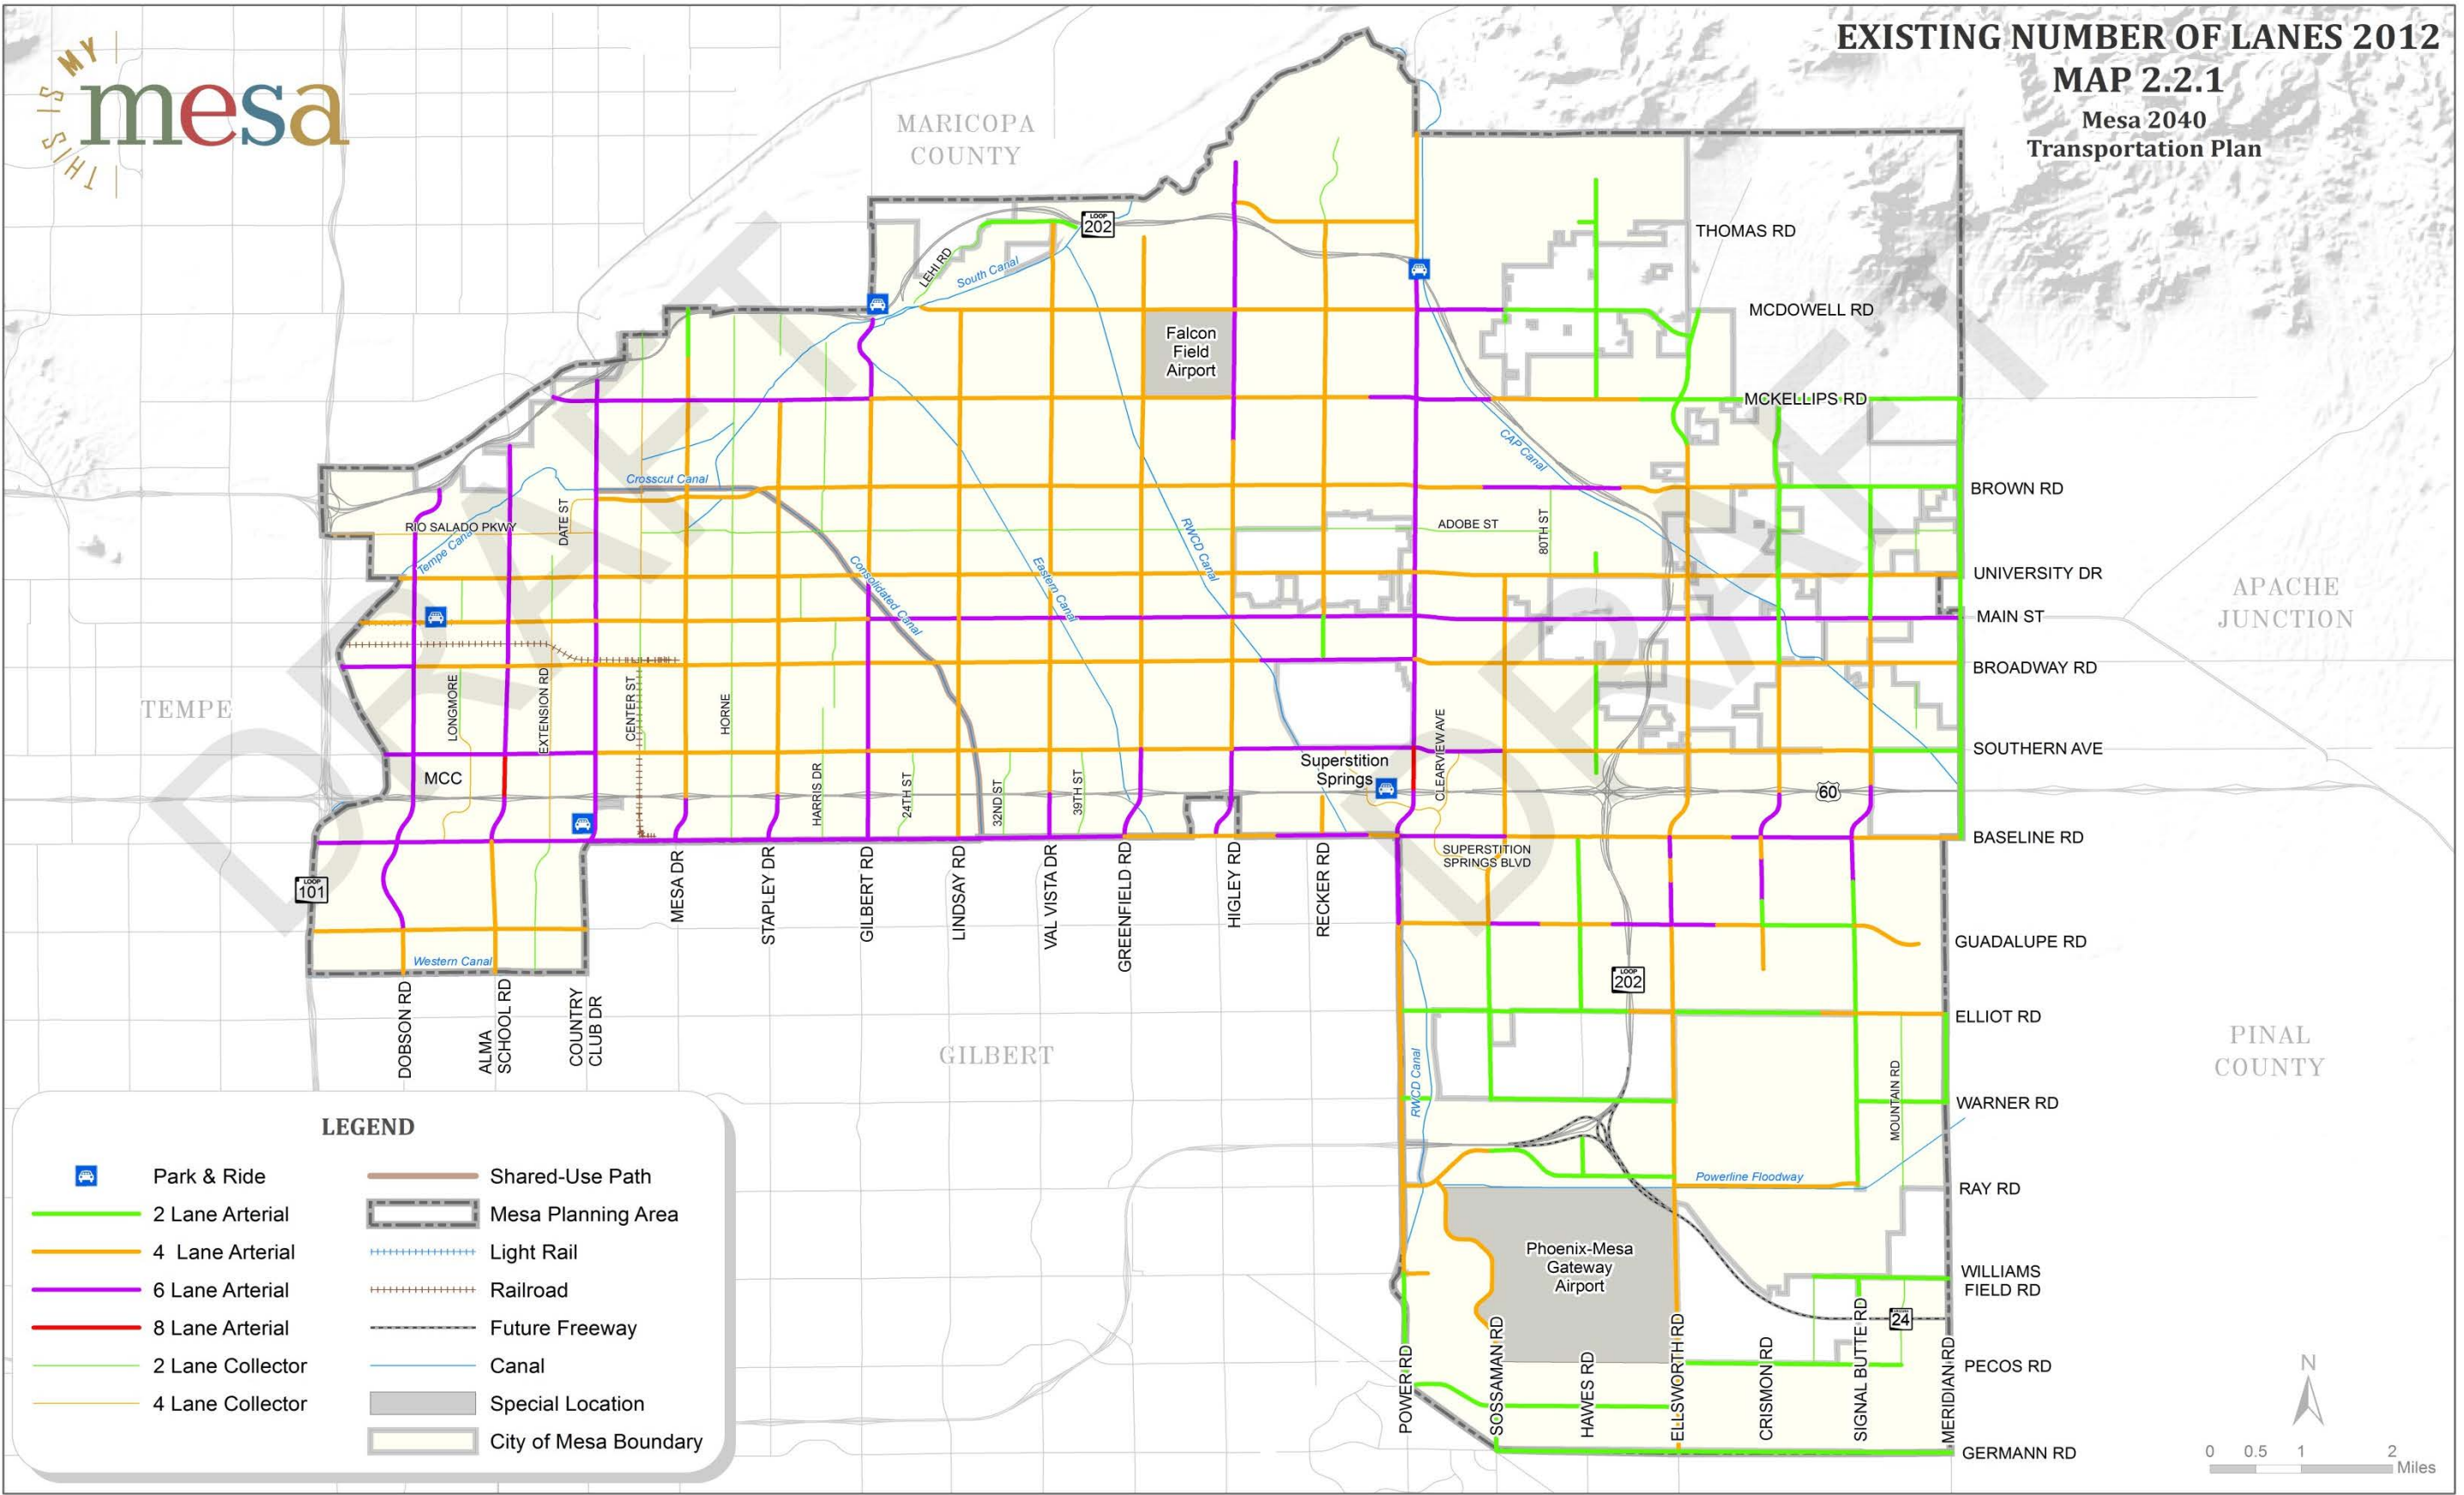 THIS IS MY
mesa
EXISTING NUMBER OF LANES 2012
MAP 2.2.1
Mesa 2040
Transportation Plan
MARICOPA
COUNTY
LOOP
202
THOMAS RD
LEHI RD
South Canal
MCDOWELL RD
Falcon
Field
Airport
MCKELLIPS RD
CAP Canal
Crosscut Canal
BROWN RD
DATE ST
RIO SALADO PKWY
Tempe Canal
ADOBE ST
80TH ST
RWCD Canal
Consolidated Canal
Eastern Canal
UNIVERSITY DR
APACHE
JUNCTION
MAIN ST
BROADWAY RD
TEMPE
LONGMORE
EXTENSION RD
CENTER ST
HORNE
CLEARVIEW AVE
SOUTHERN AVE
MCC
HARRIS DR
24TH ST
32ND ST
39TH ST
Superstition
Springs
60
BASELINE RD
SUPERSTITION
SPRINGS BLVD
LOOP
101
MESA DR
STAPLEY DR
GILBERT RD
LINDSAY RD
VAL VISTA DR
GREENFIELD RD
HIGLEY RD
RECKER RD
GUADALUPE RD
Western Canal
LOOP
202
DOBSON RD
ALMA
SCHOOL RD
COUNTRY
CLUB DR
ELLIOT RD
GILBERT
PINAL
COUNTY
RWCD Canal
MOUNTAIN RD
WARNER RD
Powerline Floodway
RAY RD
Phoenix-Mesa
Gateway
Airport
WILLIAMS
FIELD RD
24
PECOS RD
POWER RD
SOSSAMAN RD
HAWES RD
ELLSWORTH RD
CRISMON RD
SIGNAL BUTTE RD
MERIDIAN RD
GERMANN RD
DRAFT
DRAFT
LEGEND
Park & Ride
2 Lane Arterial
4 Lane Arterial
6 Lane Arterial
8 Lane Arterial
2 Lane Collector
4 Lane Collector
Shared-Use Path
Mesa Planning Area
Light Rail
Railroad
Future Freeway
Canal
Special Location
City of Mesa Boundary
N
0 0.5 1 2
Miles